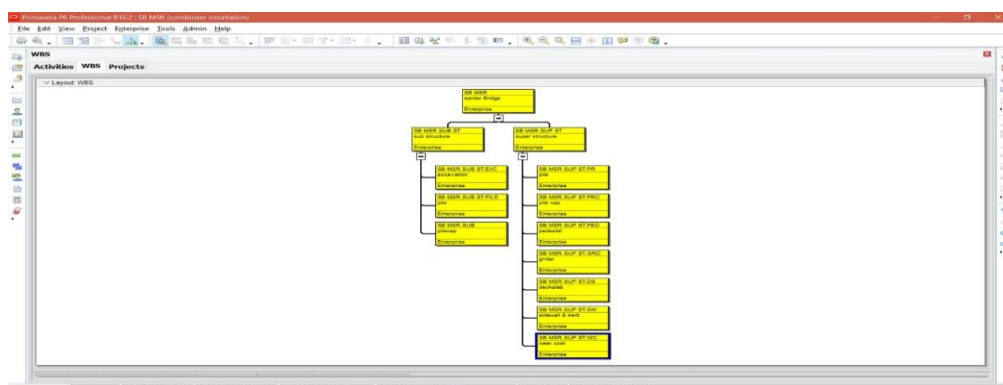 Primavera P6 Professional R16.2 : SB MSR (combuster installation)
File Edit View Project Enterprise Tools Admin Help
WBS
Activities WBS Projects
Layout: WBS
SB MSR
Enterprise
SB MSR.SUB ST
sub structure
Enterprise
SB MSR.SUP ST
super structure
Enterprise
SB MSR.SUB ST.EXC
excavation
Enterprise
SB MSR.SUB ST.PILE
pile
Enterprise
SB MSR.SUB
pilecap
Enterprise
SB MSR.SUP ST.PR
pile
Enterprise
SB MSR.SUP ST.PRC
pile cap
Enterprise
SB MSR.SUP ST.PED
pedestal
Enterprise
SB MSR.SUP ST.GRD
girder
Enterprise
SB MSR.SUP ST.DS
deckslab
Enterprise
SB MSR.SUP ST.SW
sidewall & kerb
Enterprise
SB MSR.SUP ST.WC
wear coat
Enterprise